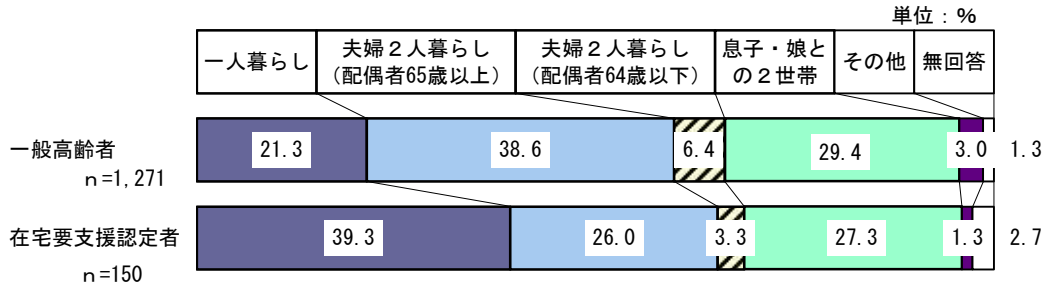 単位：％
一人暮らし 夫婦２人暮らし（配偶者65歳以上） 夫婦２人暮らし（配偶者64歳以下） 息子・娘との２世帯 その他 無回答
一般高齢者 21.3 38.6 6.4 29.4 3.0 1.3
ｎ=1,271
在宅要支援認定者 39.3 26.0 3.3 27.3 1.3 2.7
ｎ=150